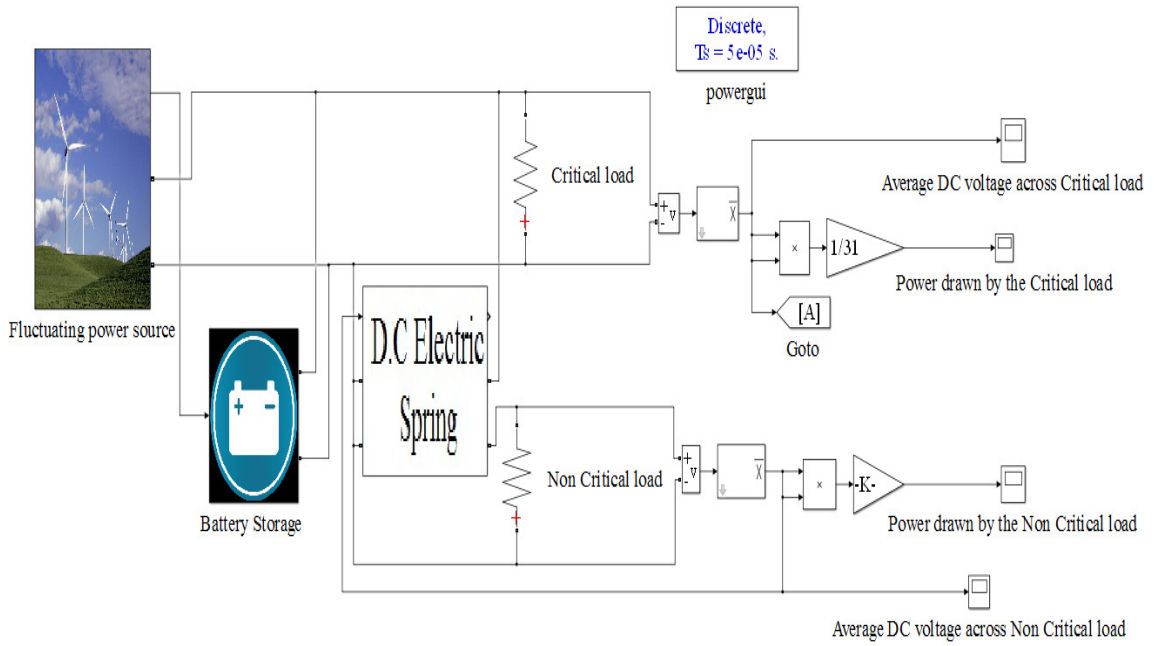 Discrete,
Ts = 5e-05 s.
powergui
Critical load
+
-
v
x
Average DC voltage across Critical load
×
1/31
Power drawn by the Critical load
[A]
Goto
Fluctuating power source
D.C Electric
Spring
+ -
Battery Storage
Non Critical load
+
-
v
x
×
-K-
Power drawn by the Non Critical load
Average DC voltage across Non Critical load